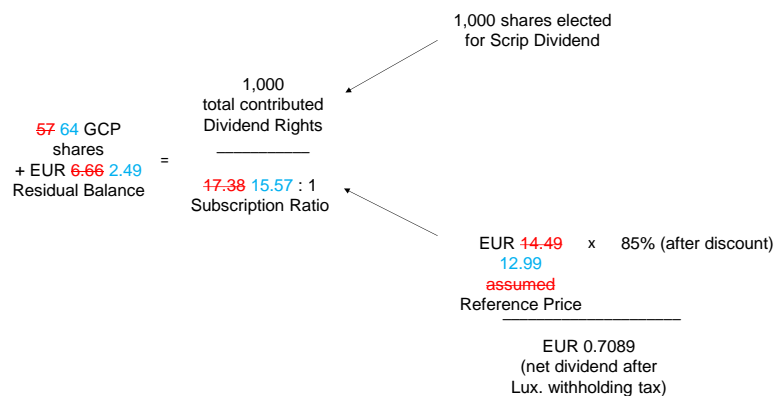 1,000 shares elected
for Scrip Dividend
1,000
total contributed
Dividend Rights
57 64 GCP
shares
+ EUR 6.66 2.49
Residual Balance
=
17.38 15.57 : 1
Subscription Ratio
EUR 14.49 x 85% (after discount)
12.99
assumed
Reference Price
EUR 0.7089
(net dividend after
Lux. withholding tax)